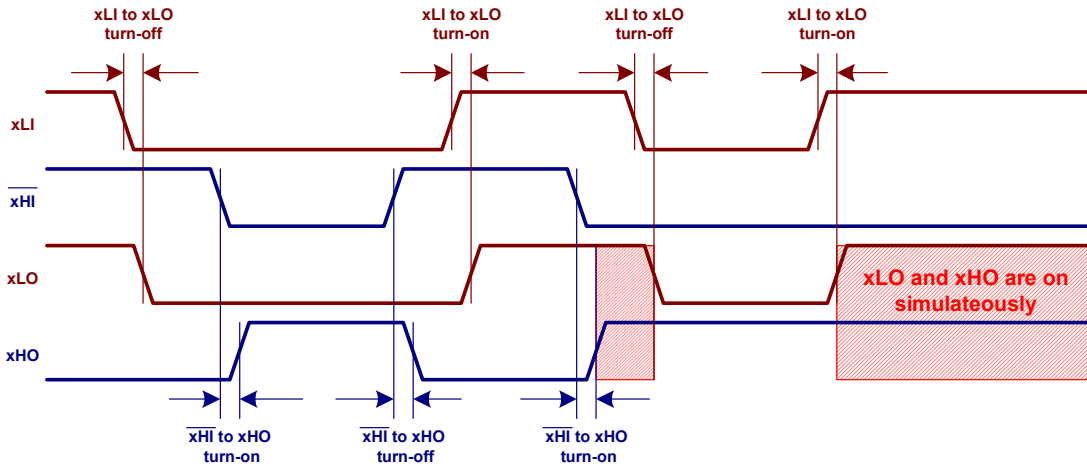 xLI to xLO
turn-off
xLI to xLO
turn-on
xLI to xLO
turn-off
xLI to xLO
turn-on
xLI
xHI
xLO
xLO and xHO are on
simulateously
xHO
xHI to xHO
turn-on
xHI to xHO
turn-off
xHI to xHO
turn-on